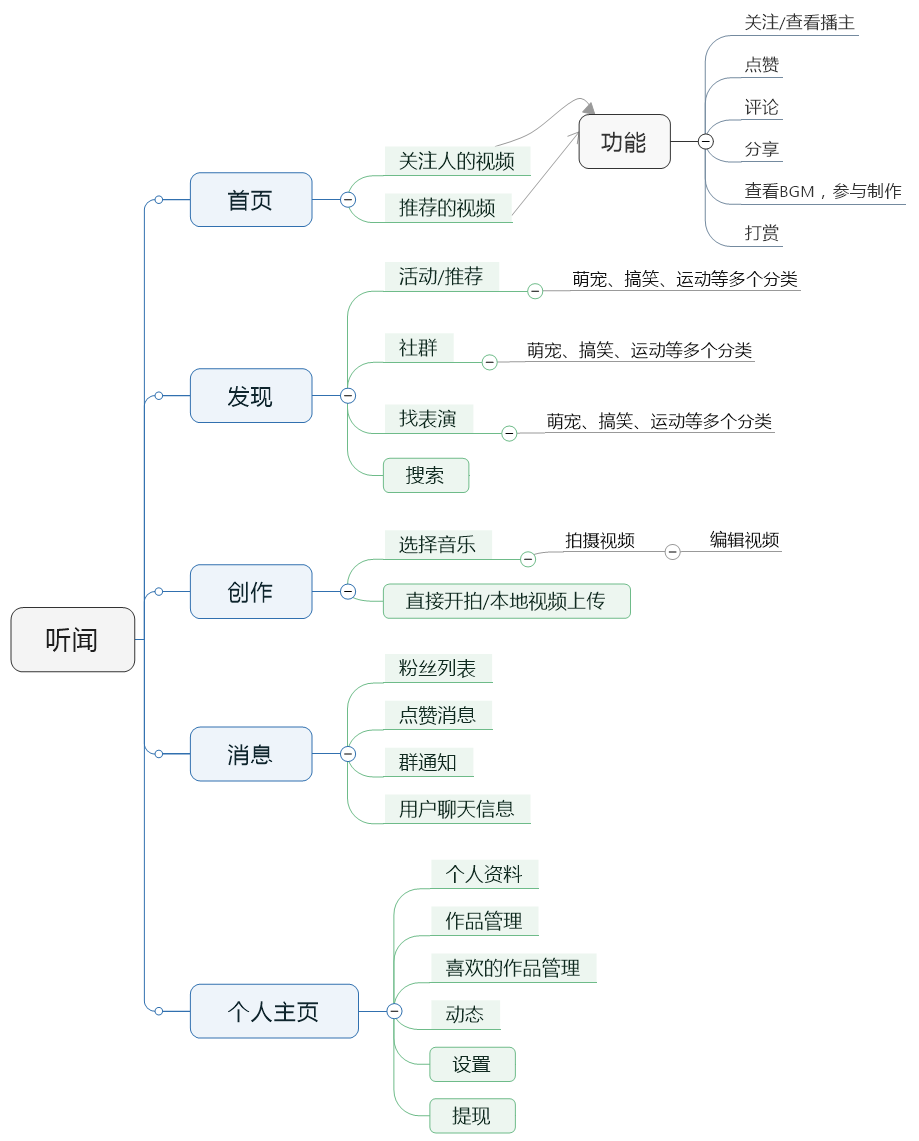 听闻
首页
关注人的视频
推荐的视频
功能
关注/查看播主
点赞
评论
分享
查看BGM，参与制作
打赏
发现
活动/推荐
萌宠、搞笑、运动等多个分类
社群
萌宠、搞笑、运动等多个分类
找表演
萌宠、搞笑、运动等多个分类
搜索
创作
选择音乐
拍摄视频
编辑视频
直接开拍/本地视频上传
消息
粉丝列表
点赞消息
群通知
用户聊天信息
个人主页
个人资料
作品管理
喜欢的作品管理
动态
设置
提现